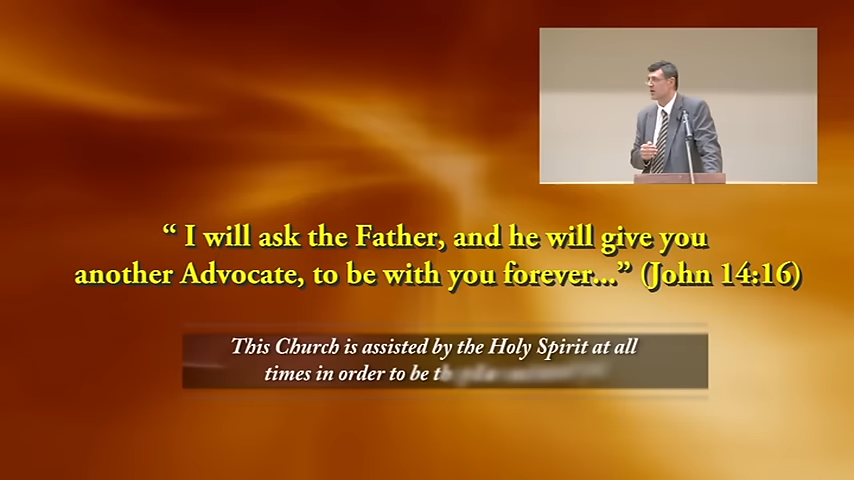 “ I will ask the Father, and he will give you
another Advocate, to be with you forever...” (John 14:16)
This Church is assisted by the Holy Spirit at all
times in order to be